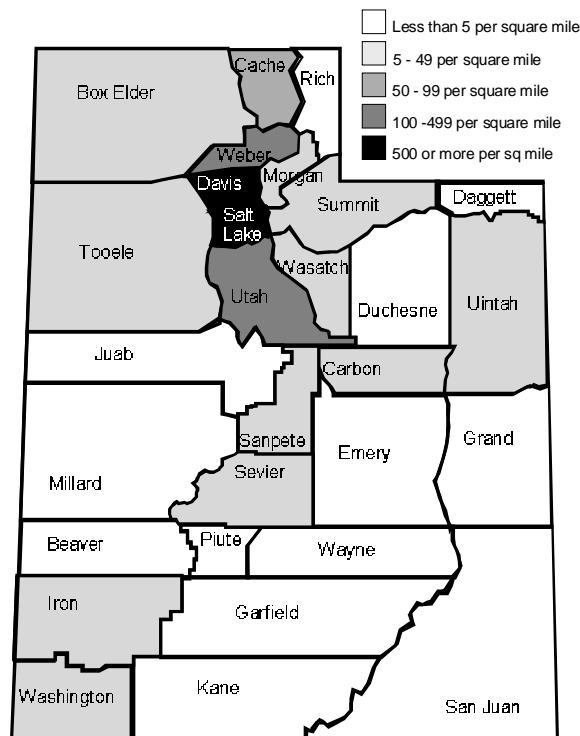 Less than 5 per square mile
5 - 49 per square mile
50 - 99 per square mile
100 -499 per square mile
500 or more per sq mile
Cache
Rich
Box Elder
Weber
Morgan
Davis
Daggett
Summit
Salt
Lake
Tooele
Wasatch
Utah
Duchesne
Uintah
Juab
Carbon
Sanpete
Grand
Emery
Sevier
Millard
Beaver
Piute
Wayne
Iron
Garfield
Kane
Washington
San Juan